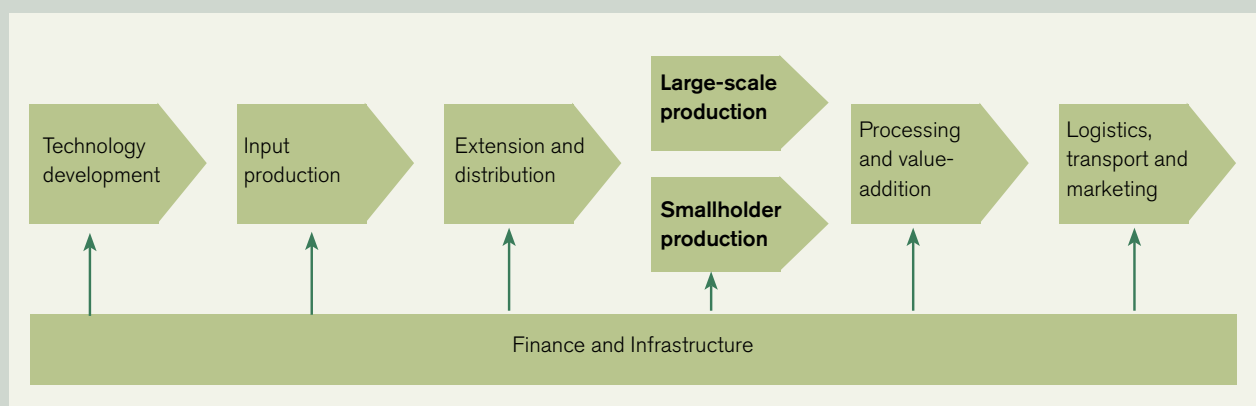 Technology
development
Input
production
Extension and
distribution
Large-scale
production
Smallholder
production
Processing
and value-
addition
Logistics,
transport and
marketing
Finance and Infrastructure